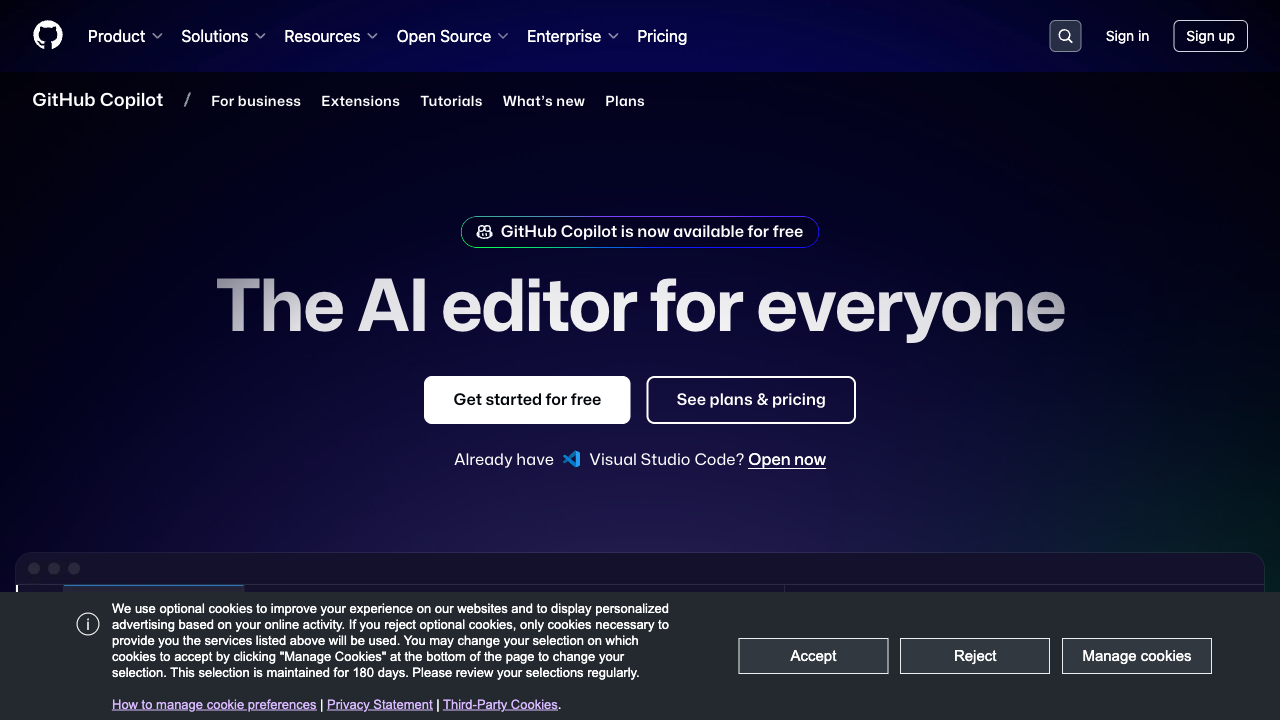 Product Solutions Resources Open Source Enterprise Pricing Sign in Sign up
GitHub Copilot / For business Extensions Tutorials What's new Plans
GitHub Copilot is now available for free
The AI editor for everyone
Get started for free See plans & pricing
Already have Visual Studio Code? Open now
We use optional cookies to improve your experience on our websites and to display personalized
advertising based on your online activity. If you reject optional cookies, only cookies necessary to
provide you the services listed above will be used. You may change your selection on which
cookies to accept by clicking "Manage Cookies" at the bottom of the page to change your
selection. This selection is maintained for 180 days. Please review your selections regularly.
How to manage cookie preferences | Privacy Statement | Third-Party Cookies.
Accept Reject Manage cookies